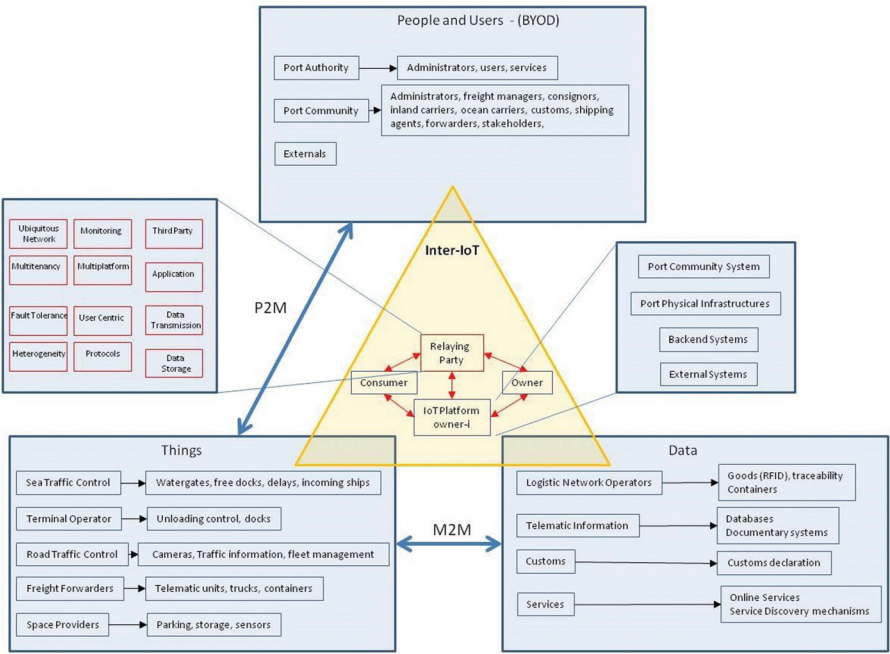 People and Users - (BYOD)
Port Authority
Administrators, users, services
Port Community
Administrators, freight managers, consignors,
inland carriers, ocean carriers, customs, shipping
agents, forwarders, stakeholders,
Externals
Ubiquitous
Network
Monitoring
Third Party
Multitenancy
Multiplatform
Application
Fault Tolerance
User Centric
Data
Transmission
Heterogeneity
Protocols
Data
Storage
P2M
Inter-IoT
Relaying
Party
Consumer
Owner
IoT Platform
owner-i
Port Community System
Port Physical Infrastructures
Backend Systems
External Systems
Things
Sea Traffic Control
Watergates, free docks, delays, incoming ships
Terminal Operator
Unloading control, docks
Road Traffic Control
Cameras, Traffic information, fleet management
Freight Forwarders
Telematic units, trucks, containers
Space Providers
Parking, storage, sensors
M2M
Data
Logistic Network Operators
Goods (RFID), traceability
Containers
Telematic Information
Databases
Documentary systems
Customs
Customs declaration
Services
Online Services
Service Discovery mechanisms